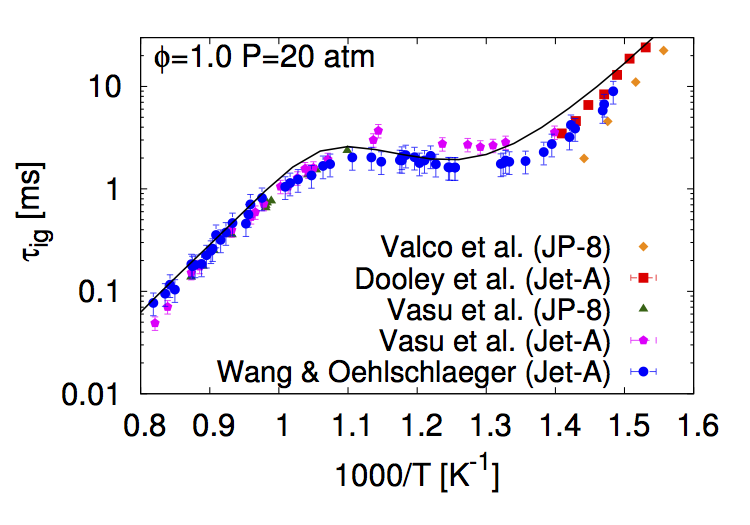 ϕ=1.0 P=20 atm
10
1
0.1
0.01
τig [ms]
Valco et al. (JP-8)
Dooley et al. (Jet-A)
Vasu et al. (JP-8)
Vasu et al. (Jet-A)
Wang & Oehlschlaeger (Jet-A)
0.8 0.9 1 1.1 1.2 1.3 1.4 1.5 1.6
1000/T [K-1]